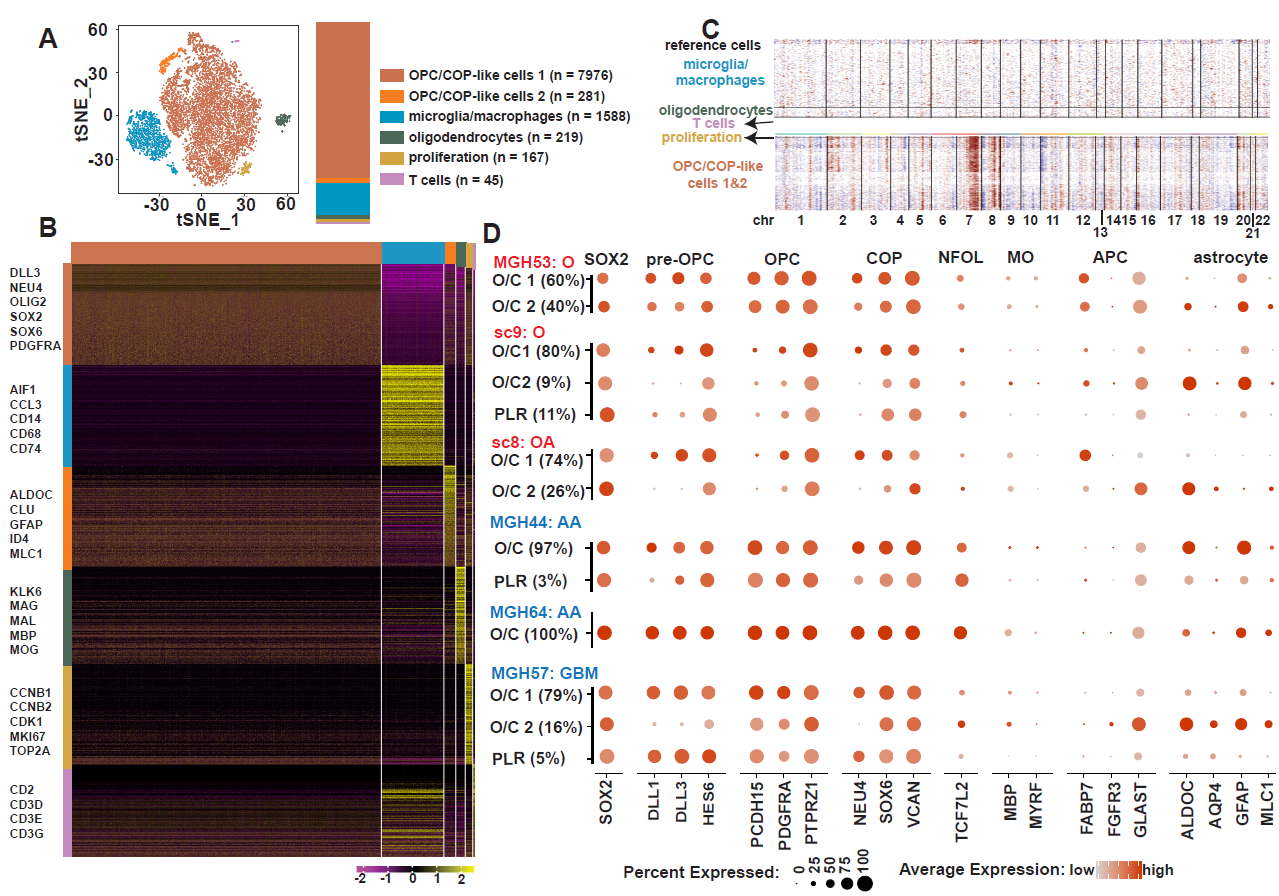 A
60
30
0
-30
tSNE_2
-30
0
30
60
tSNE_1
OPC/COP-like cells 1 (n = 7976)
OPC/COP-like cells 2 (n = 281)
microglia/macrophages (n = 1588)
oligodendrocytes (n = 219)
proliferation (n = 167)
T cells (n = 45)
C
reference cells
microglia/
macrophages
oligodendrocytes
T cells
proliferation
OPC/COP-like
cells 1&2
chr 1 2 3 4 5 6 7 8 9 10 11 12 13 14 15 16 17 18 19 20 21 22
B
DLL3
NEU4
OLIG2
SOX2
SOX6
PDGFRA
AIF1
CCL3
CD14
CD68
CD74
ALDOC
CLU
GFAP
ID4
MLC1
KLK6
MAG
MAL
MBP
MOG
CCNB1
CCNB2
CDK1
MKI67
TOP2A
CD2
CD3D
CD3E
CD3G
-2 -1 0 1 2
D
SOX2 pre-OPC OPC COP NFOL MO APC astrocyte
MGH53: O
O/C 1 (60%)
O/C 2 (40%)
sc9: O
O/C1 (80%)
O/C2 (9%)
PLR (11%)
sc8: OA
O/C 1 (74%)
O/C 2 (26%)
MGH44: AA
O/C (97%)
PLR (3%)
MGH64: AA
O/C (100%)
MGH57: GBM
O/C 1 (79%)
O/C 2 (16%)
PLR (5%)
SOX2 DLL1 DLL3 HES6 PCDH15 PDGFRA PTPRZ1 NEU4 SOX6 VCAN TCF7L2 MBP MYRF FABP7 FGFR3 GLAST ALDOC AQP4 GFAP MLC1
Percent Expressed: 0 25 50 75 100
Average Expression: low high